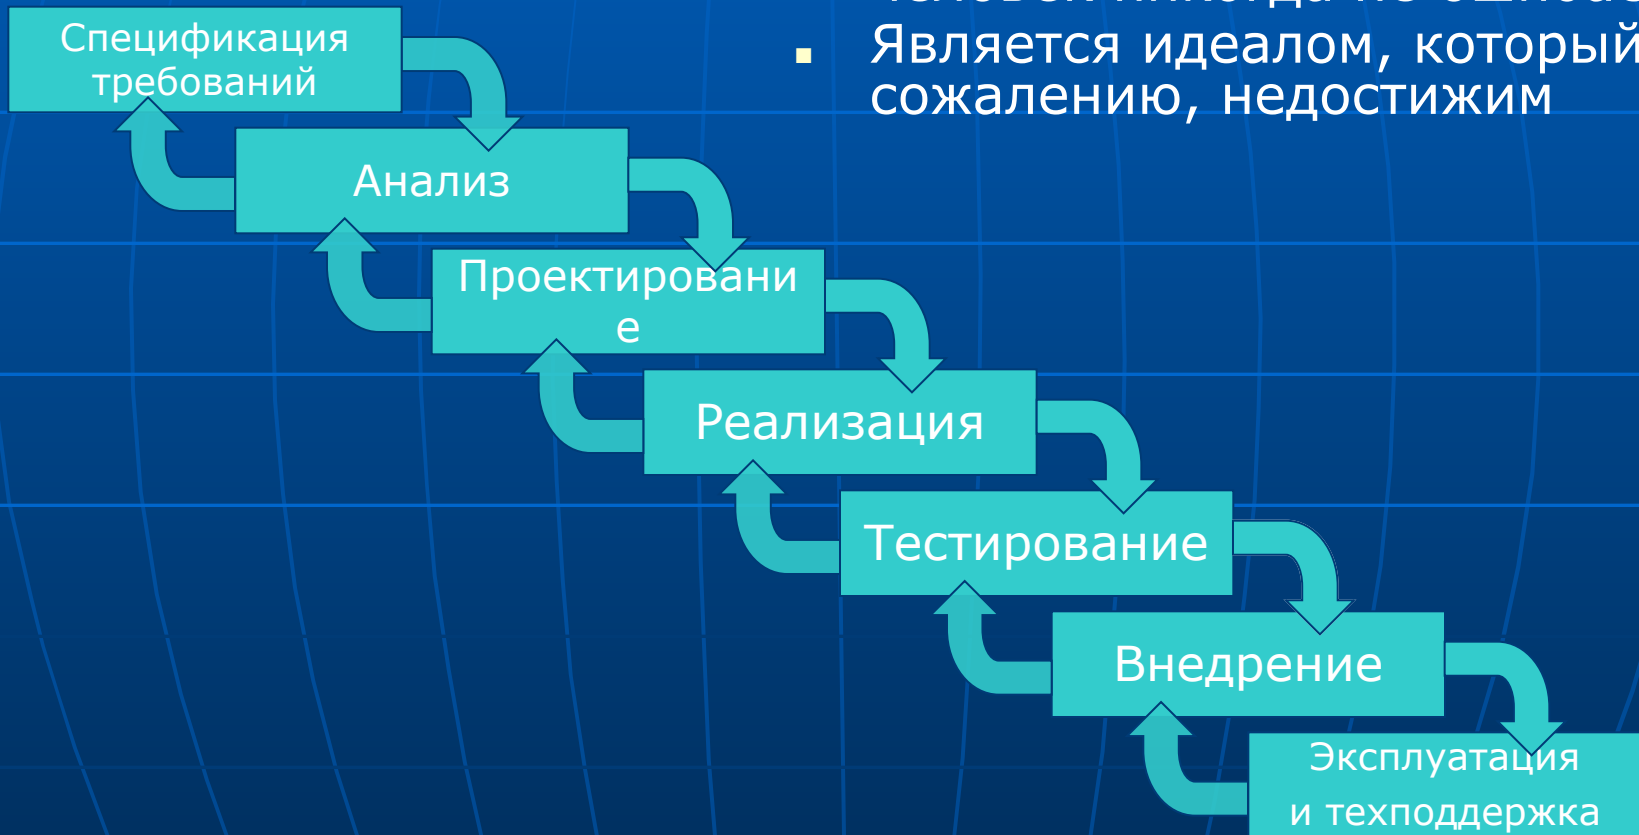 Является идеалом, который
сожалению, недостижим
Спецификация
требований
Анализ
Проектировани
е
Реализация
Тестирование
Внедрение
Эксплуатация
и техподдержка